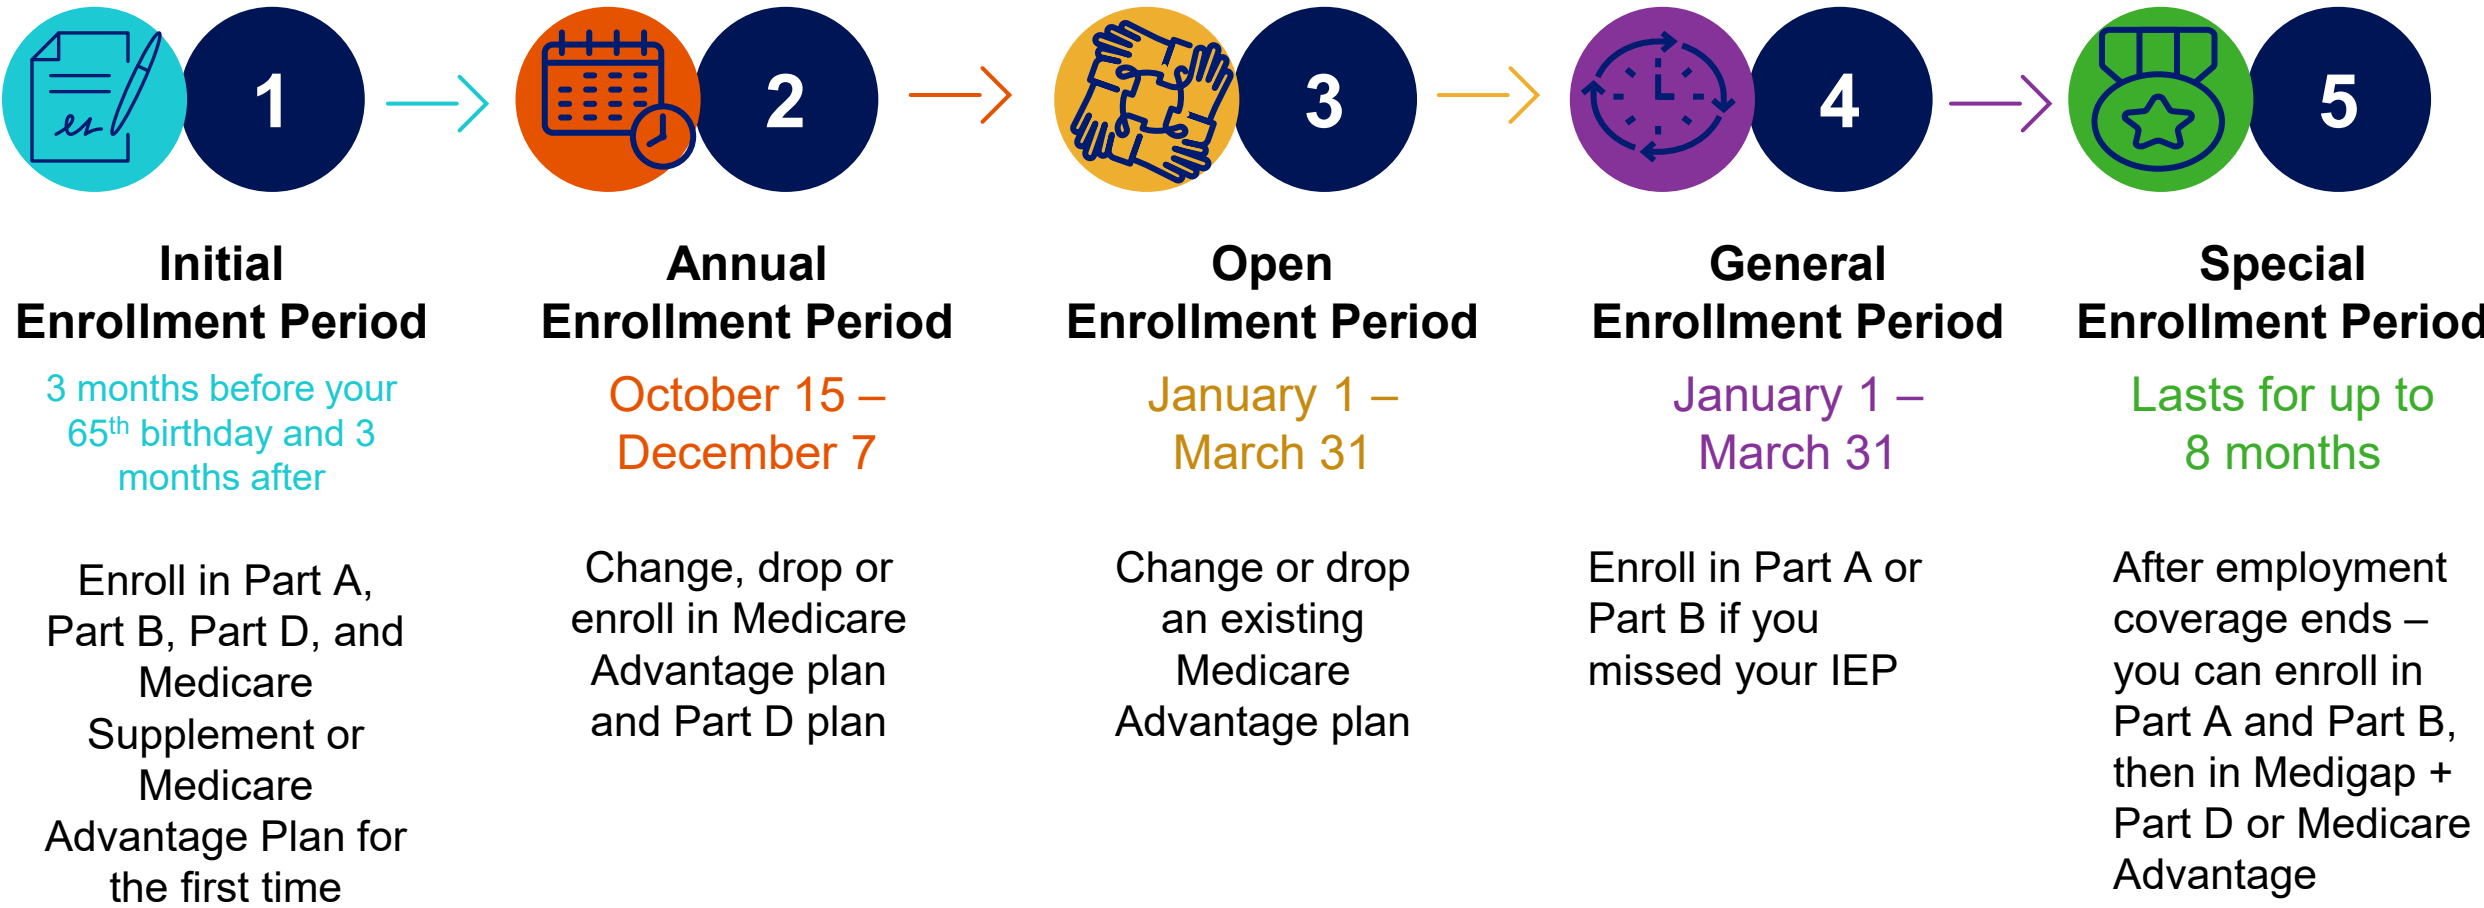 1
2
3
4
5
Initial
Enrollment Period
3 months before your
65th birthday and 3
months after
Enroll in Part A,
Part B, Part D, and
Medicare
Supplement or
Medicare
Advantage Plan for
the first time
Annual
Enrollment Period
October 15 –
December 7
Change, drop or
enroll in Medicare
Advantage plan
and Part D plan
Open
Enrollment Period
January 1 –
March 31
Change or drop
an existing
Medicare
Advantage plan
General
Enrollment Period
January 1 –
March 31
Enroll in Part A or
Part B if you
missed your IEP
Special
Enrollment Period
Lasts for up to
8 months
After employment
coverage ends –
you can enroll in
Part A and Part B,
then in Medigap +
Part D or Medicare
Advantage